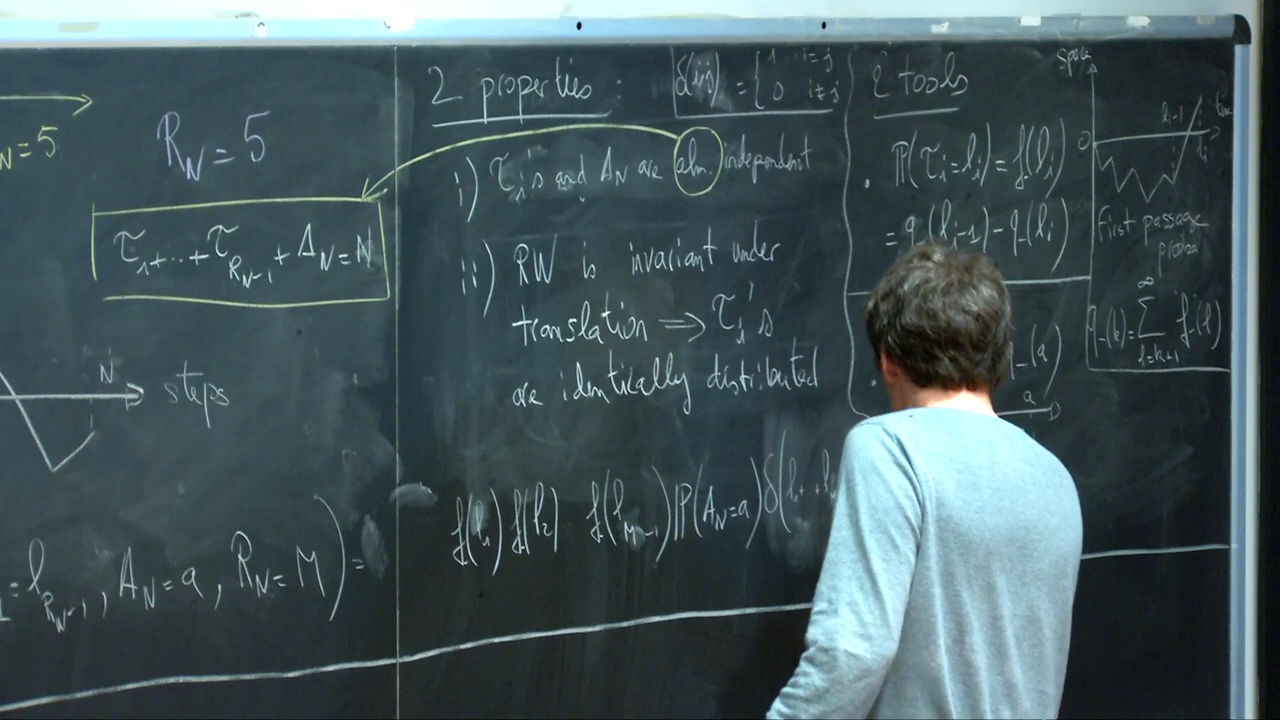 N=5
R_N=5
τ_1+..+τ_{R_N-1}+A_N=N
N
steps
=l_{R_N-1}, A_N=a, R_N=M)=
2 properties :
δ(i,j) = { 1 i=j
0 i≠j
i) τ_i's and A_N are alm. independent
ii) RW is invariant under
translation ⟹ τ_i's
are identically distributed
f(l_1) f(l_2) f(l_{M-1}) P(A_N=a) δ(l_1+
2 tools
. P(τ_i=l_i)=f(l_i)
= q_-(l_i-1)-q_-(l_i)
.
_(a)
a
space
l_i-1
0
l_i
First passage
q_-(k)=∑_{l=k+1}^∞ f_-(l)